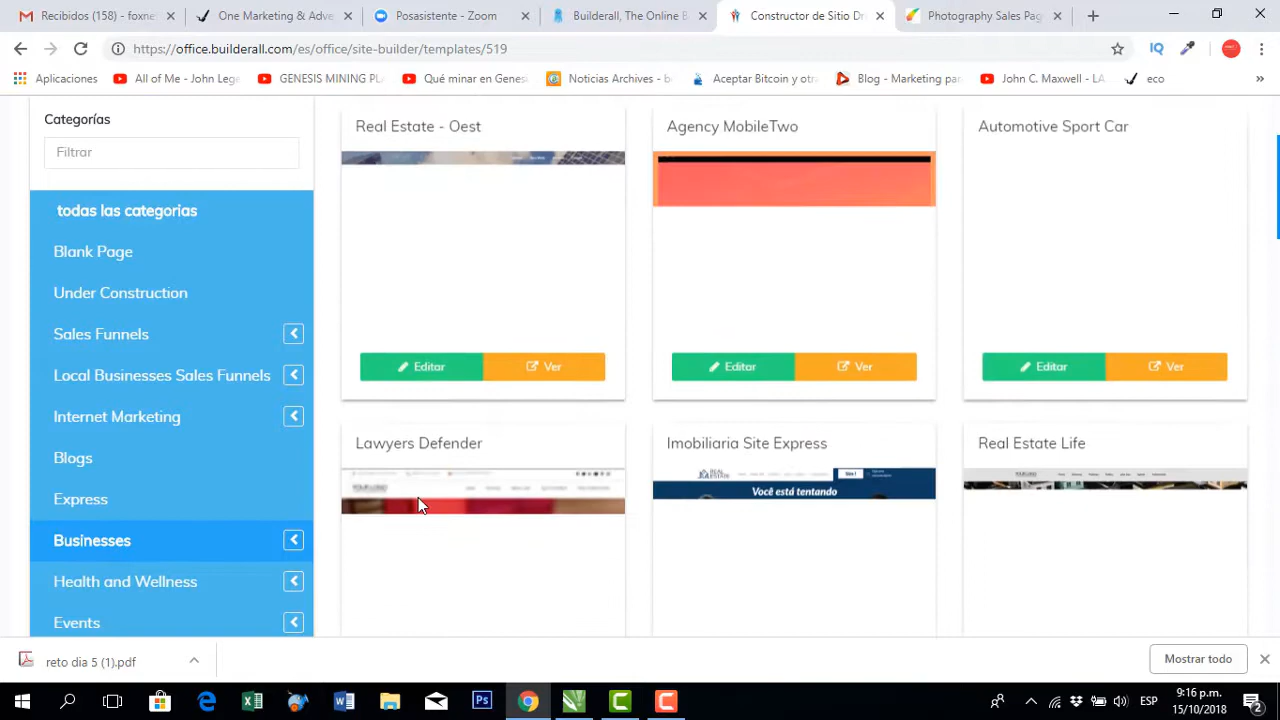 Recibidos (158) - foxne
One Marketing & Adve
Posasistente - Zoom
Builderall, The Online B
Constructor de Sitio Dr
Photography Sales Pag
https://office.builderall.com/es/office/site-builder/templates/519
Aplicaciones
All of Me - John Lege
GENESIS MINING PL
Qué minar en Genes
Noticias Archives - b
Aceptar Bitcoin y otr
Blog - Marketing par
John C. Maxwell - LA
eco
»
Categorías
Filtrar
todas las categorias
Blank Page
Under Construction
Sales Funnels
Local Businesses Sales Funnels
Internet Marketing
Blogs
Express
Businesses
Health and Wellness
Events
Real Estate - Oest
Agency MobileTwo
Automotive Sport Car
Editar
Ver
Editar
Ver
Editar
Ver
Lawyers Defender
Imobiliaria Site Express
Real Estate Life
Você está tentando
reto dia 5 (1).pdf
Mostrar todo
ESP
9:16 p.m.
15/10/2018
2